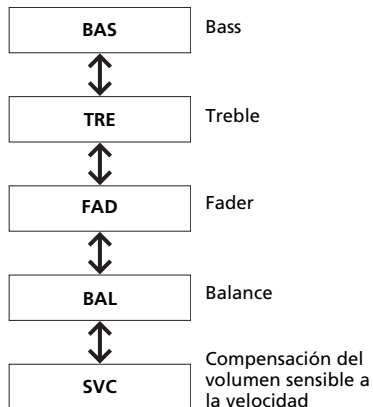 BAS
Bass
TRE
Treble
FAD
Fader
BAL
Balance
SVC
Compensación del
volumen sensible a
la velocidad